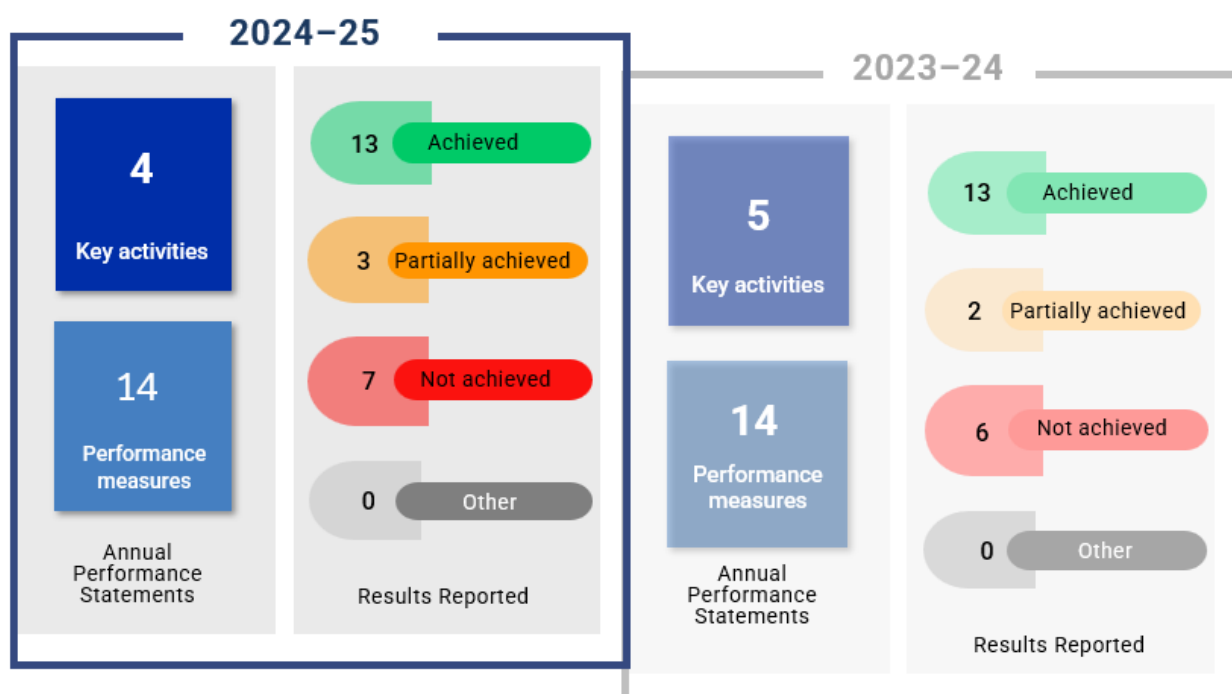 2024–25
4
Key activities
14
Performance
measures
Annual
Performance
Statements
13 Achieved
3 Partially achieved
7 Not achieved
0 Other
Results Reported
2023–24
5
Key activities
14
Performance
measures
Annual
Performance
Statements
13 Achieved
2 Partially achieved
6 Not achieved
0 Other
Results Reported